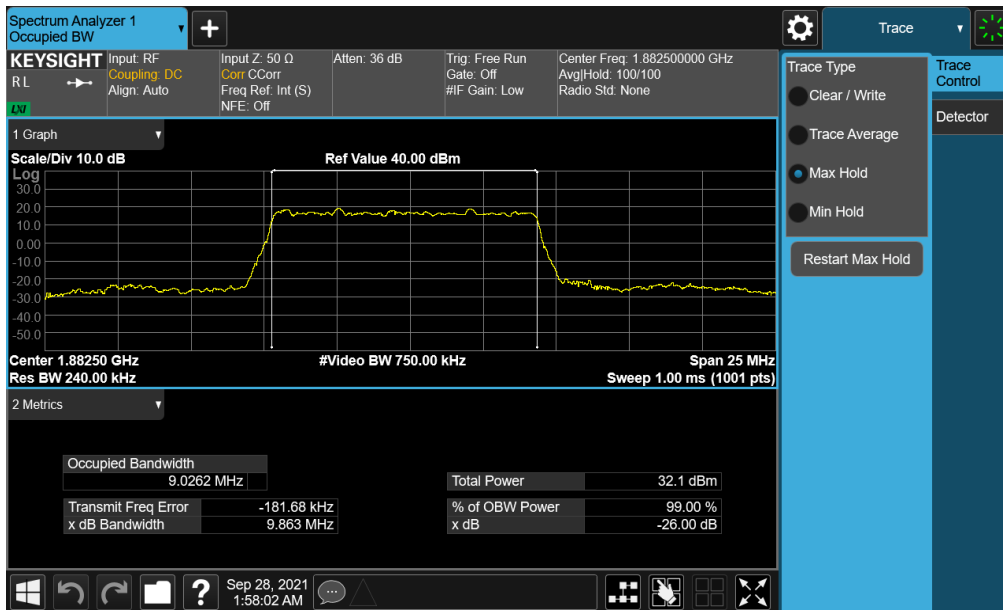 Spectrum Analyzer 1
Occupied BW
Trace
KEYSIGHT
R L
LXI
Input: RF
Coupling: DC
Align: Auto
Input Z: 50 Ω
Corr CCorr
Freq Ref: Int (S)
NFE: Off
Atten: 36 dB
Trig: Free Run
Gate: Off
#IF Gain: Low
Center Freq: 1.882500000 GHz
Avg|Hold: 100/100
Radio Std: None
Trace Type
Clear / Write
Trace Average
Max Hold
Min Hold
Restart Max Hold
Trace
Control
Detector
1 Graph
Scale/Div 10.0 dB
Ref Value 40.00 dBm
Log
30.0
20.0
10.0
0.00
-10.0
-20.0
-30.0
-40.0
-50.0
Center 1.88250 GHz
#Video BW 750.00 kHz
Span 25 MHz
Res BW 240.00 kHz
Sweep 1.00 ms (1001 pts)
2 Metrics
Occupied Bandwidth
9.0262 MHz
Total Power 32.1 dBm
Transmit Freq Error -181.68 kHz
% of OBW Power 99.00 %
x dB Bandwidth 9.863 MHz
x dB -26.00 dB
?
Sep 28, 2021
1:58:02 AM